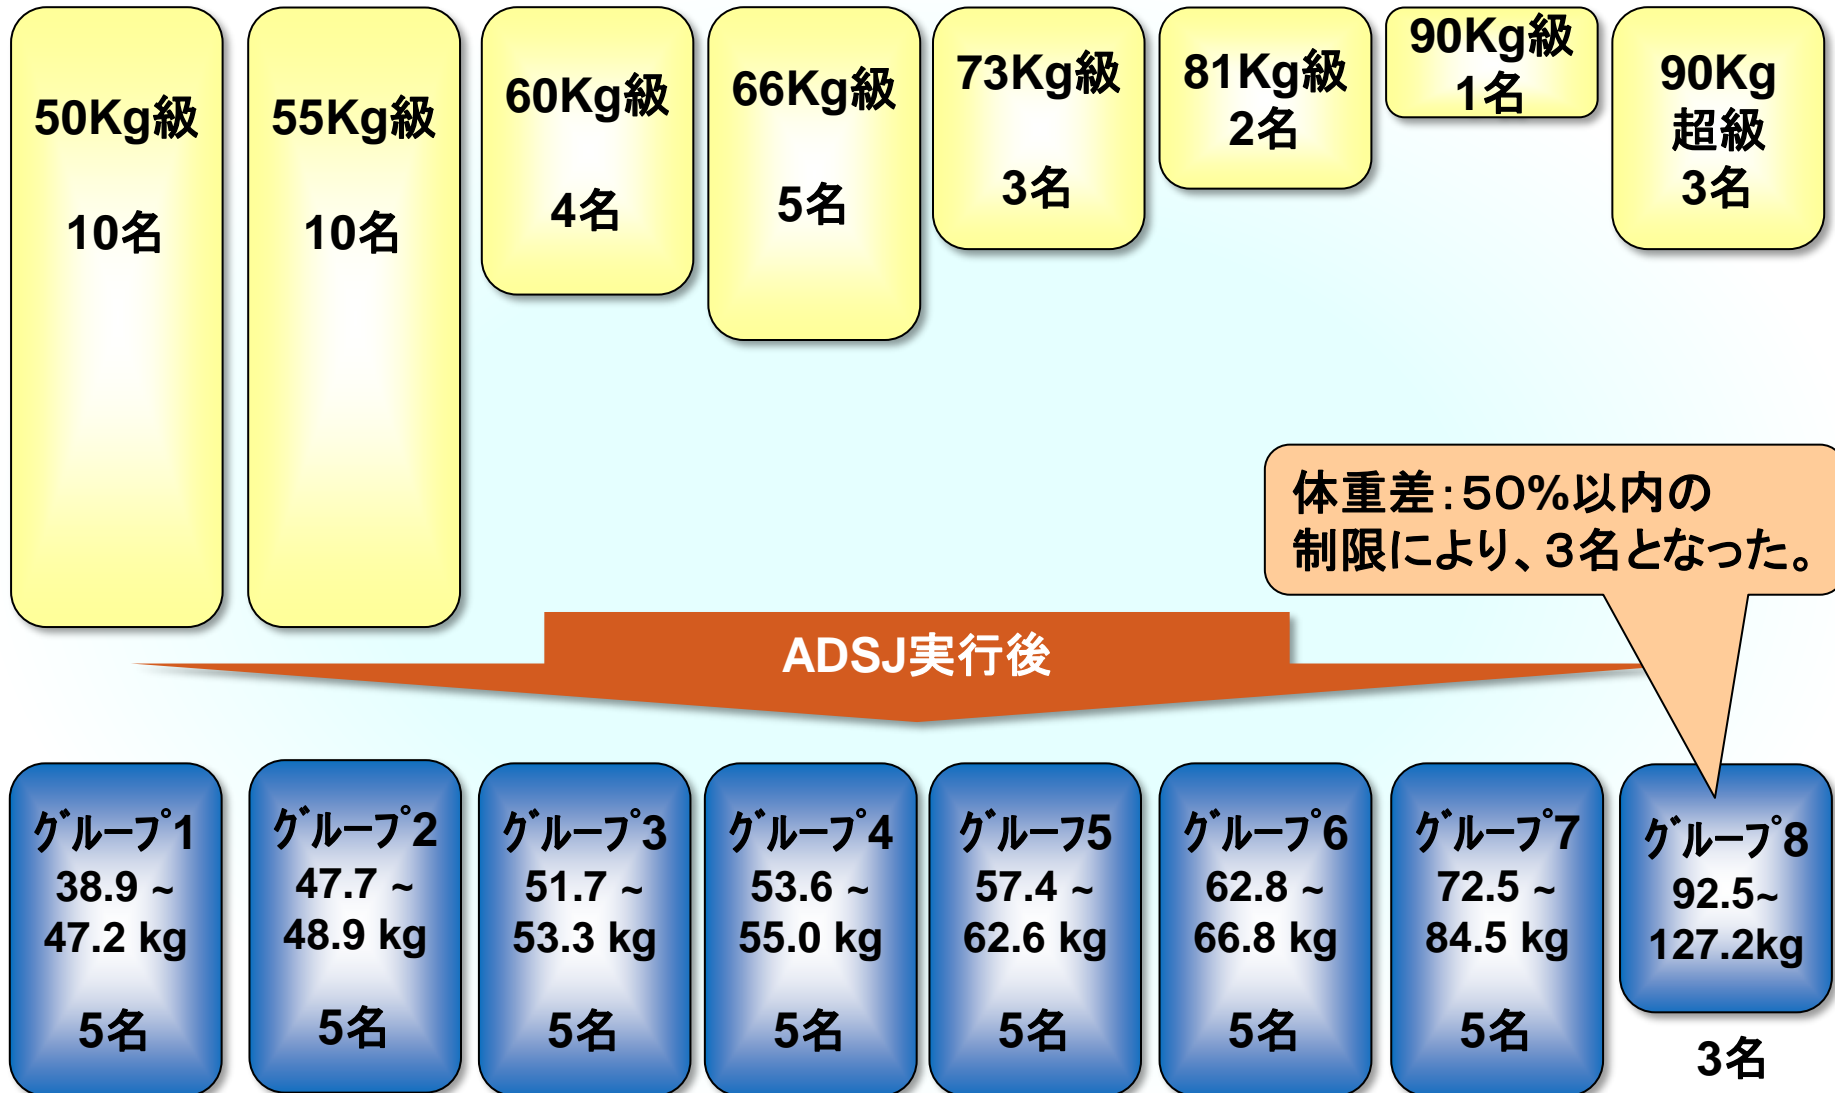 50Kg級
10名
55Kg級
10名
60Kg級
4名
66Kg級
5名
73Kg級
3名
81Kg級
2名
90Kg級
1名
90Kg
超級
3名
体重差：５０%以内の
制限により、３名となった。
ADSJ実行後
ｸﾞﾙｰﾌﾟ1
38.9 ~
47.2 kg
5名
ｸﾞﾙｰﾌﾟ2
47.7 ~
48.9 kg
5名
ｸﾞﾙｰﾌﾟ3
51.7 ~
53.3 kg
5名
ｸﾞﾙｰﾌﾟ4
53.6 ~
55.0 kg
5名
ｸﾞﾙｰﾌ5
57.4 ~
62.6 kg
5名
ｸﾞﾙｰﾌﾟ6
62.8 ~
66.8 kg
5名
ｸﾞﾙｰﾌﾟ7
72.5 ~
84.5 kg
5名
ｸﾞﾙｰﾌﾟ8
92.5~
127.2kg
3名